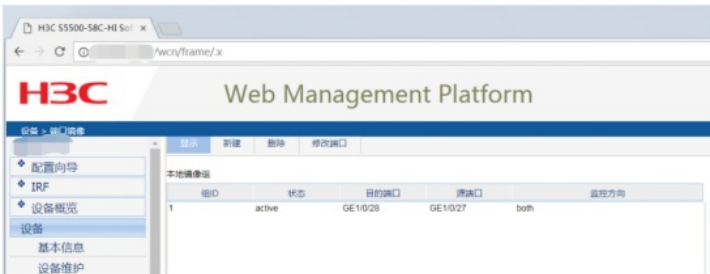 H3C S5500-58C-HI Sof
/wcn/frame/.x
H3C
Web Management Platform
设备 > 端口镜像
显示 新建 删除 修改端口
配置向导
IRF
设备概览
设备
基本信息
设备维护
本地镜像组
组ID 状态 目的端口 源端口 监控方向
1 active GE1/0/28 GE1/0/27 both